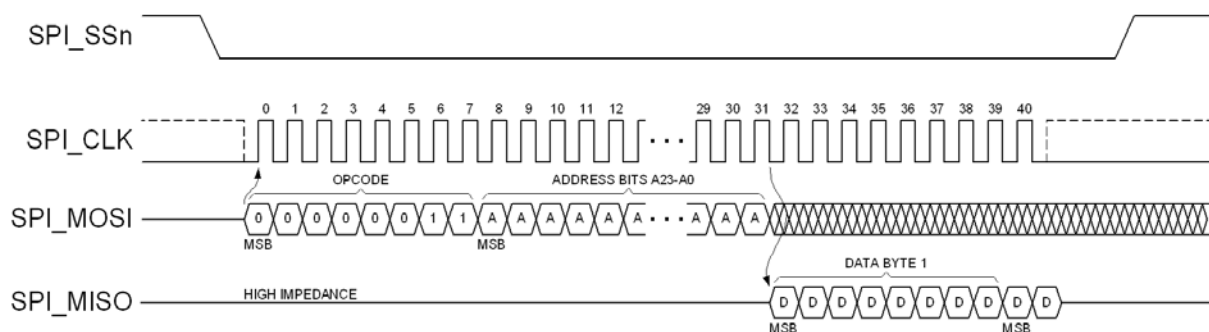 SPI_SSn
0 1 2 3 4 5 6 7 8 9 10 11 12 29 30 31 32 33 34 35 36 37 38 39 40
SPI_CLK
OPCODE ADDRESS BITS A23-A0
SPI_MOSI 0 0 0 0 0 0 1 1 A A A A A A ··· A A A
MSB MSB
DATA BYTE 1
SPI_MISO HIGH IMPEDANCE D D D D D D D D D D
MSB MSB